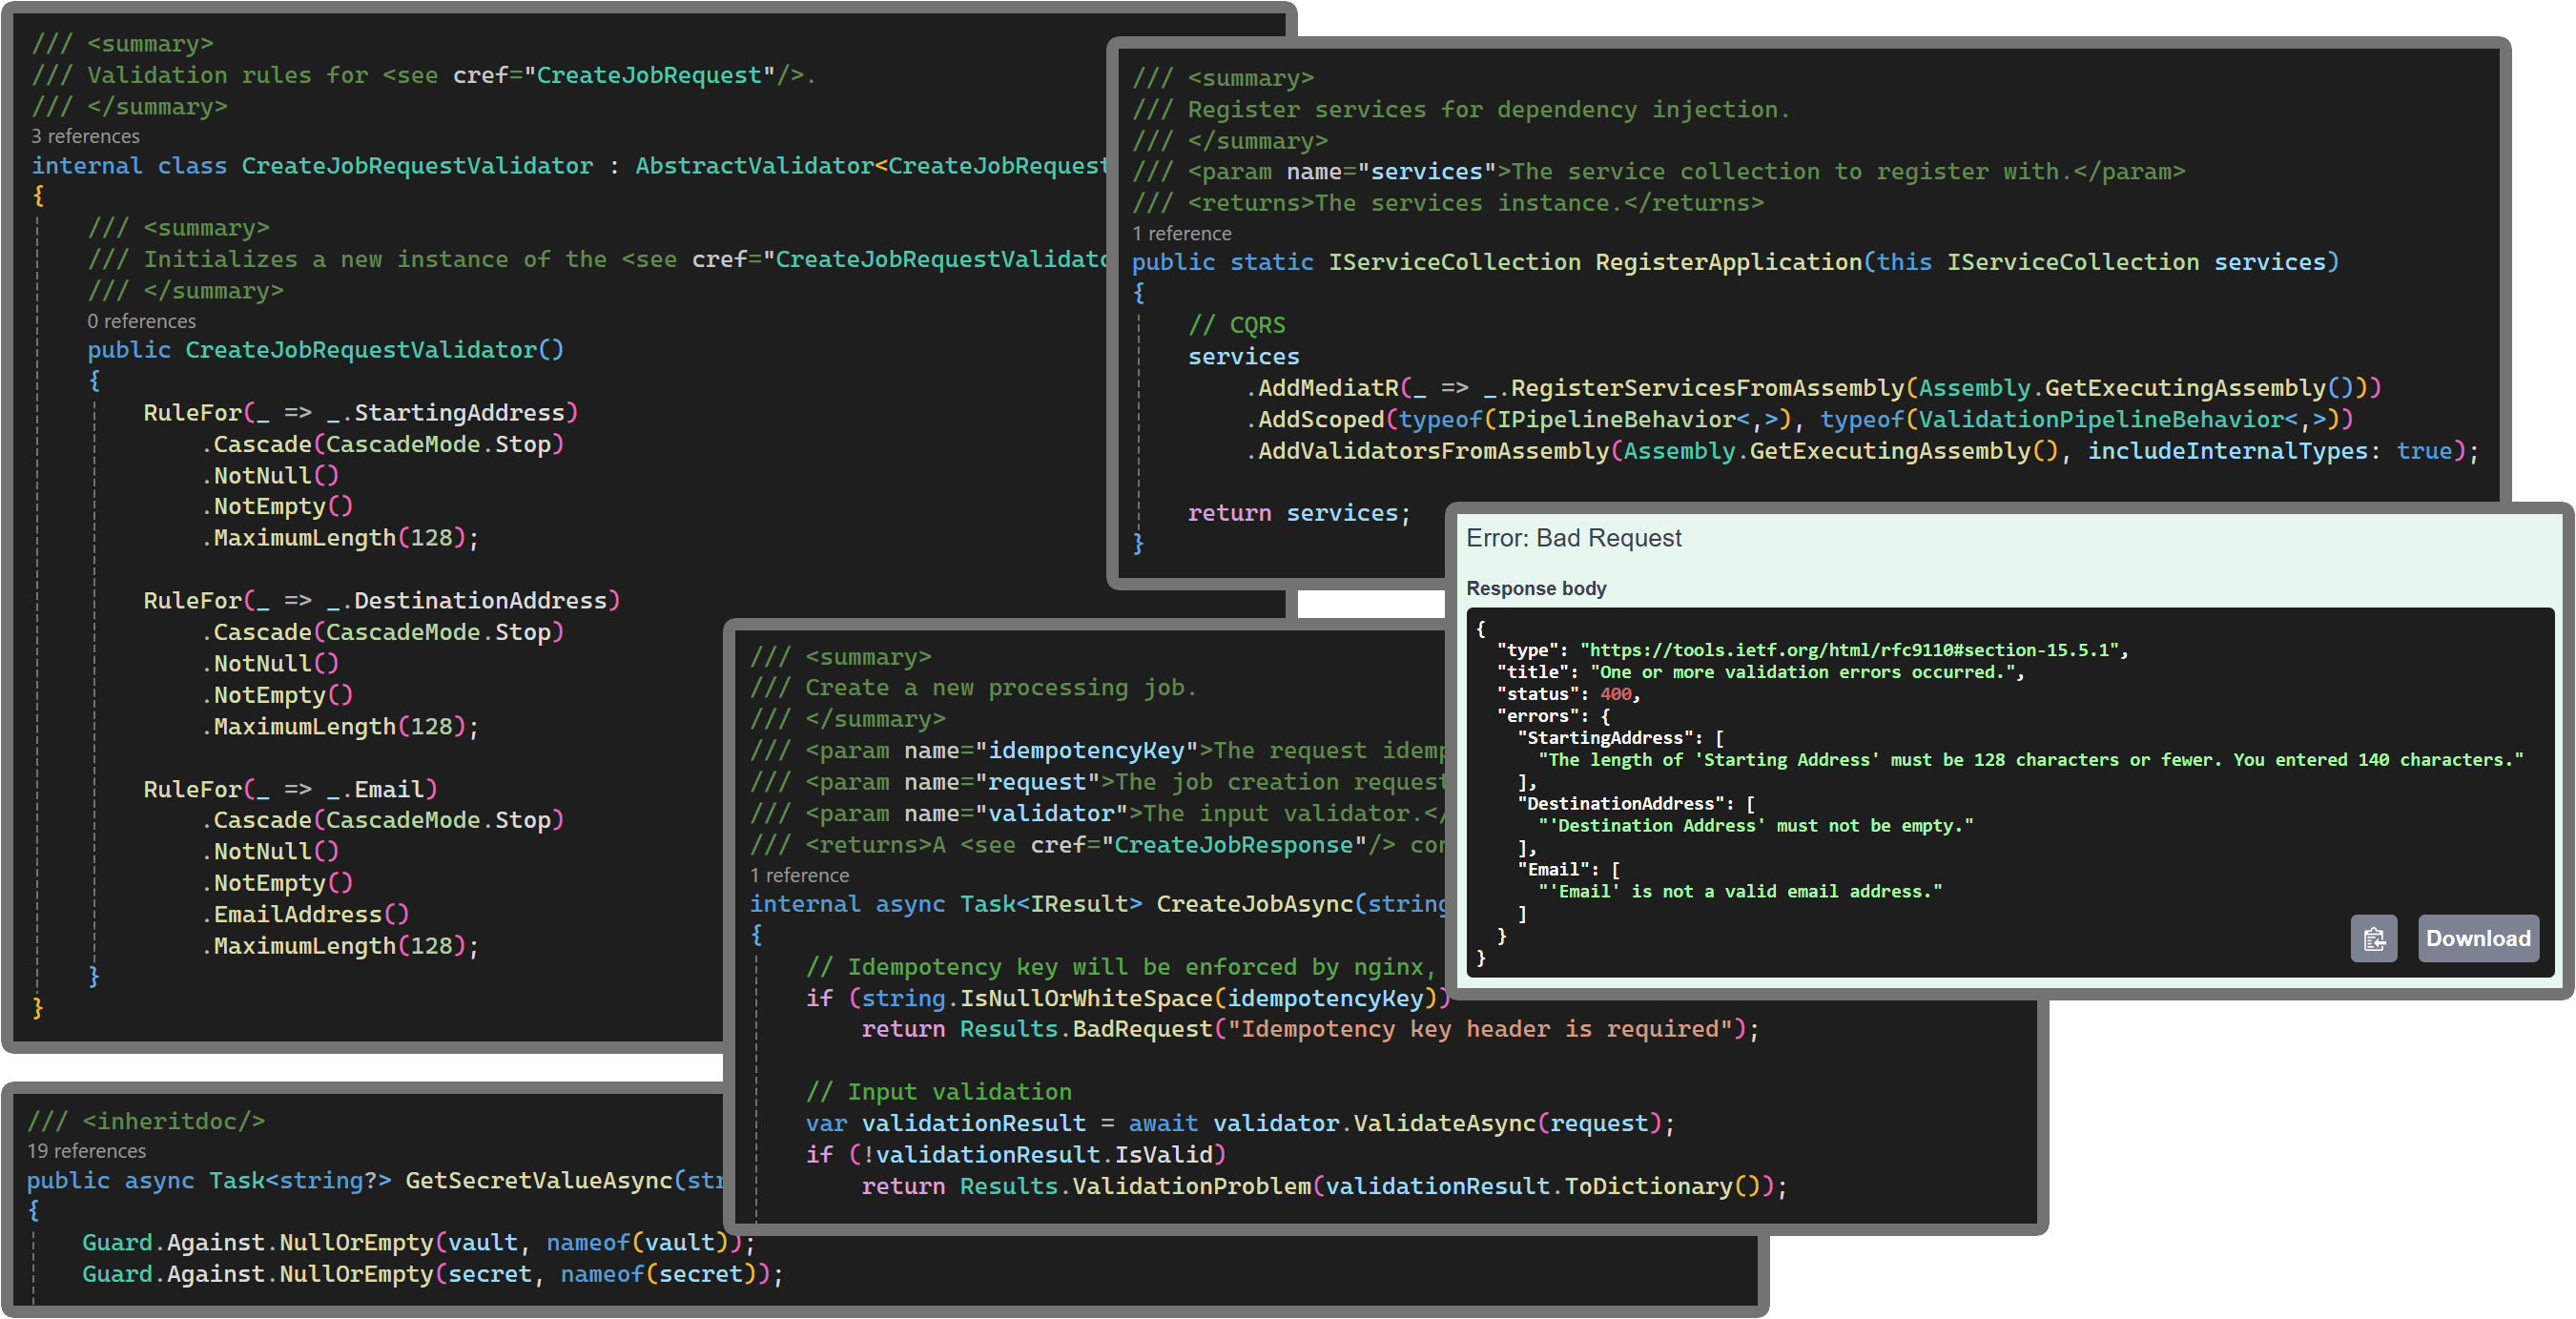 /// <summary>
/// Validation rules for <see cref="CreateJobRequest"/>.
/// </summary>
3 references
internal class CreateJobRequestValidator : AbstractValidator<CreateJobRequest
{
/// <summary>
/// Initializes a new instance of the <see cref="CreateJobRequestValidato
/// </summary>
0 references
public CreateJobRequestValidator()
{
RuleFor(_ => _.StartingAddress)
.Cascade(CascadeMode.Stop)
.NotNull()
.NotEmpty()
.MaximumLength(128);
RuleFor(_ => _.DestinationAddress)
.Cascade(CascadeMode.Stop)
.NotNull()
.NotEmpty()
.MaximumLength(128);
RuleFor(_ => _.Email)
.Cascade(CascadeMode.Stop)
.NotNull()
.NotEmpty()
.EmailAddress()
.MaximumLength(128);
}
}
/// <summary>
/// Register services for dependency injection.
/// </summary>
/// <param name="services">The service collection to register with.</param>
/// <returns>The services instance.</returns>
1 reference
public static IServiceCollection RegisterApplication(this IServiceCollection services)
{
// CQRS
services
.AddMediatR(_ => _.RegisterServicesFromAssembly(Assembly.GetExecutingAssembly()))
.AddScoped(typeof(IPipelineBehavior<,>), typeof(ValidationPipelineBehavior<,>))
.AddValidatorsFromAssembly(Assembly.GetExecutingAssembly(), includeInternalTypes: true);
return services;
}
Error: Bad Request
Response body
{
"type": "https://tools.ietf.org/html/rfc9110#section-15.5.1",
"title": "One or more validation errors occurred.",
"status": 400,
"errors": {
"StartingAddress": [
"The length of 'Starting Address' must be 128 characters or fewer. You entered 140 characters."
],
"DestinationAddress": [
"'Destination Address' must not be empty."
],
"Email": [
"'Email' is not a valid email address."
]
}
}
Download
/// <summary>
/// Create a new processing job.
/// </summary>
/// <param name="idempotencyKey">The request idemp
/// <param name="request">The job creation request
/// <param name="validator">The input validator.</
/// <returns>A <see cref="CreateJobResponse"/> con
1 reference
internal async Task<IResult> CreateJobAsync(string
{
// Idempotency key will be enforced by nginx,
if (string.IsNullOrWhiteSpace(idempotencyKey))
return Results.BadRequest("Idempotency key header is required");
// Input validation
var validationResult = await validator.ValidateAsync(request);
if (!validationResult.IsValid)
return Results.ValidationProblem(validationResult.ToDictionary());
/// <inheritdoc/>
19 references
public async Task<string?> GetSecretValueAsync(str
{
Guard.Against.NullOrEmpty(vault, nameof(vault));
Guard.Against.NullOrEmpty(secret, nameof(secret));